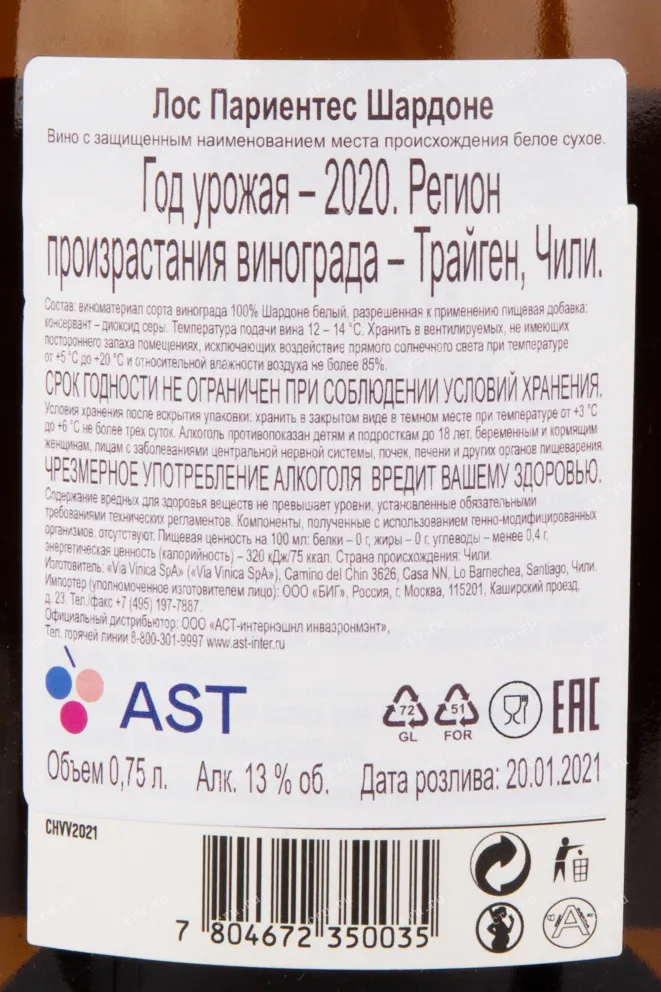 Лос Париентес Шардоне
Вино с защищенным наименованием места происхождения белое сухое.
Год урожая – 2020. Регион
произрастания винограда – Трайген, Чили.
Состав: виноматериал сорта винограда 100% Шардоне белый, разрешенная к применению пищевая добавка:
консервант – диоксид серы. Температура подачи вина 12 – 14 °С. Хранить в вентилируемых, не имеющих
постороннего запаха помещениях, исключающих воздействие прямого солнечного света при температуре
от +5 °С до +20 °С и относительной влажности воздуха не более 85%.
СРОК ГОДНОСТИ НЕ ОГРАНИЧЕН ПРИ СОБЛЮДЕНИИ УСЛОВИЙ ХРАНЕНИЯ.
Условия хранения после вскрытия упаковки: хранить в закрытом виде в темном месте при температуре от +3 °С
до +6 °С не более трех суток. Алкоголь противопоказан детям и подросткам до 18 лет, беременным и кормящим
женщинам, лицам с заболеваниями центральной нервной системы, почек, печени и других органов пищеварения.
ЧРЕЗМЕРНОЕ УПОТРЕБЛЕНИЕ АЛКОГОЛЯ ВРЕДИТ ВАШЕМУ ЗДОРОВЬЮ.
Содержание вредных для здоровья веществ не превышает уровни, установленные обязательными
требованиями технических регламентов. Компоненты, полученные с использованием генно-модифицированных
организмов, отсутствуют. Пищевая ценность на 100 мл: белки – 0 г, жиры – 0 г, углеводы – менее 0,4 г,
энергетическая ценность (калорийность) – 320 кДж/75 ккал. Страна происхождения: Чили.
Изготовитель: «Via Vinica SpA» («Via Vinica SpA»), Camino del Chin 3626, Casa NN, Lo Barnechea, Santiago, Чили.
Импортер (уполномоченное изготовителем лицо): ООО «БИГ», Россия, г. Москва, 115201, Каширский проезд,
д. 23. Тел./факс +7 (495) 197-7887.
Официальный дистрибьютор: ООО «АСТ-интернэшнл инваэронмэнт»,
Тел. горячей линии 8-800-301-9997 www.ast-inter.ru
AST
72
GL
51
FOR
EAC
Объем 0,75 л. Алк. 13 % об. Дата розлива: 20.01.2021
CHVV2021
7 804672 350035